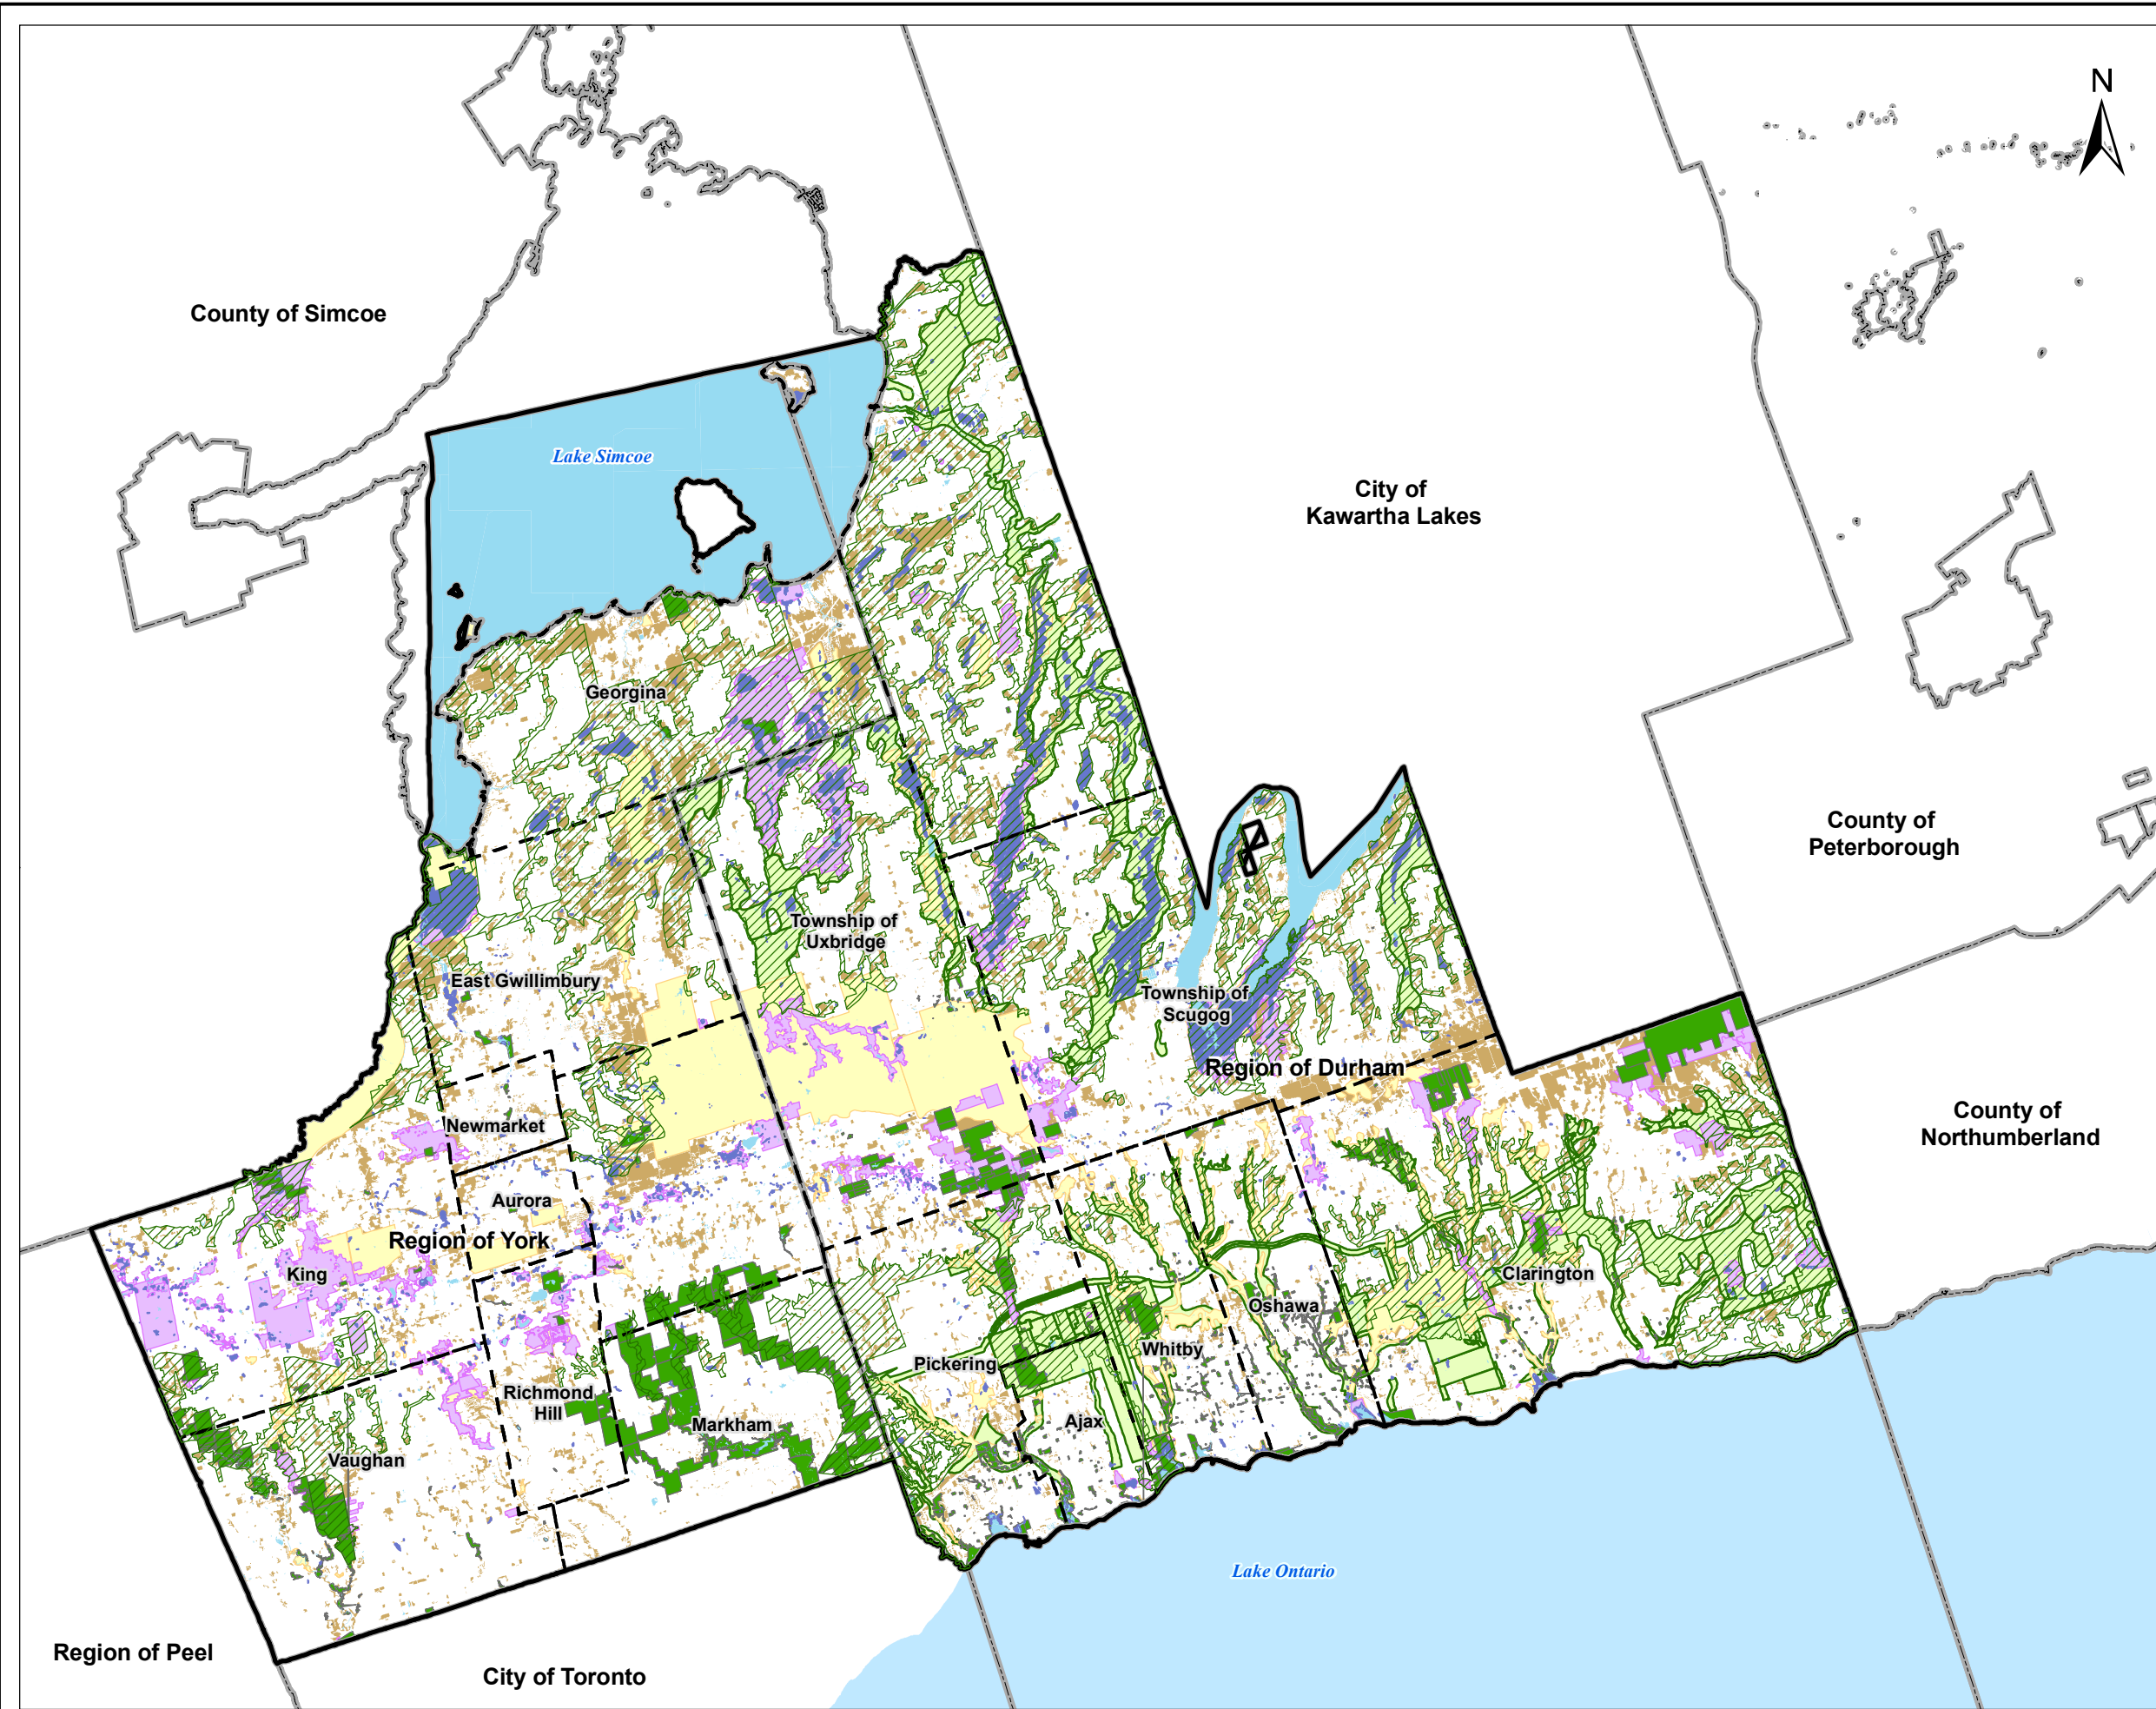 N
County of Simcoe
Lake Simcoe
City of
Kawartha Lakes
Georgina
County of
Peterborough
Township of
Uxbridge
East Gwillimbury
Township of
Scugog
Region of Durham
Newmarket
County of
Northumberland
Aurora
Region of York
King
Clarington
Oshawa
Whitby
Pickering
Richmond
Hill
Markham
Ajax
Vaughan
Lake Ontario
Region of Peel
City of Toronto